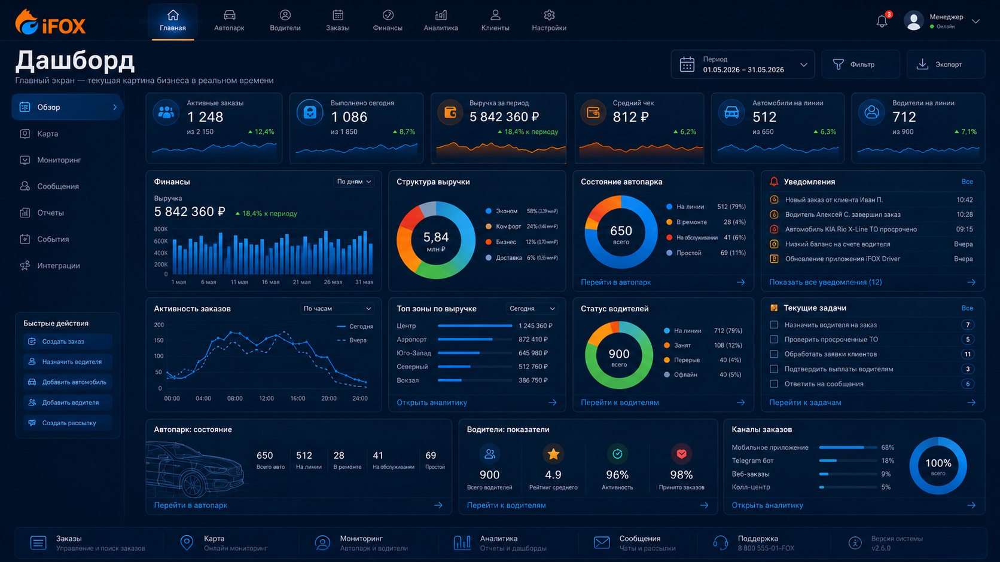 iFOX
Главная
Автопарк
Водители
Заказы
Финансы
Аналитика
Клиенты
Настройки
3
Менеджер
Онлайн
Дашборд
Главный экран — текущая картина бизнеса в реальном времени
Период
01.05.2026 – 31.05.2026
Фильтр
Экспорт
Обзор
Карта
Мониторинг
Сообщения
Отчеты
События
Интеграции
Быстрые действия
Создать заказ
Назначить водителя
Добавить автомобиль
Добавить водителя
Создать рассылку
Активные заказы
1 248
из 2 150
12,4%
Выполнено сегодня
1 086
из 1 850
8,7%
Выручка за период
5 842 360 ₽
18,4% к периоду
Средний чек
812 ₽
6,2%
Автомобили на линии
512
из 650
6,3%
Водители на линии
712
из 900
7,1%
Финансы
По дням
Выручка
5 842 360 ₽
18,4% к периоду
800K
600K
400K
200K
0
1 мая
6 мая
11 мая
16 мая
21 мая
26 мая
31 мая
Структура выручки
5,84
млн ₽
Эконом 58% (3,39 млн ₽)
Комфорт 24% (1,40 млн ₽)
Бизнес 12% (0,70 млн ₽)
Доставка 6% (0,35 млн ₽)
Состояние автопарка
650
всего
На линии 512 (79%)
В ремонте 28 (4%)
На обслуживании 41 (6%)
Простой 69 (11%)
Перейти в автопарк
Уведомления
Все
Новый заказ от клиента Иван П. 10:42
Водитель Алексей С. завершил заказ 10:28
Автомобиль KIA Rio X-Line ТО просрочено 09:15
Низкий баланс на счете водителя Вчера
Обновление приложения iFOX Driver Вчера
Показать все уведомления (12)
Активность заказов
По часам
200
150
100
50
0
Сегодня
Вчера
00:00
04:00
08:00
12:00
16:00
20:00
24:00
Топ зоны по выручке
Сегодня
Центр 1 245 360 ₽
Аэропорт 872 410 ₽
Юго-Запад 645 980 ₽
Северный 512 760 ₽
Вокзал 386 750 ₽
Открыть аналитику
Статус водителей
900
всего
На линии 712 (79%)
Занят 108 (12%)
Перерыв 40 (4%)
Офлайн 40 (5%)
Перейти к водителям
Текущие задачи
Все
Назначить водителя на заказ 7
Проверить просроченные ТО 5
Обработать заявки клиентов 11
Подтвердить выплаты водителям 3
Ответить на сообщения 6
Перейти к задачам
Автопарк: состояние
650
Всего авто
512
На линии
28
В ремонте
41
На обслуживании
69
Простой
Перейти в автопарк
Водители: показатели
900
Всего водителей
4.9
Рейтинг среднего
96%
Активность
98%
Принято заказов
Перейти к водителям
Каналы заказов
Мобильное приложение 68%
Telegram бот 18%
Веб-заказы 9%
Колл-центр 5%
100%
всего
Открыть аналитику
Заказы
Управление и поиск заказов
Карта
Онлайн мониторинг
Мониторинг
Автопарк и водители
Аналитика
Отчеты и дашборды
Сообщения
Чаты и рассылки
Поддержка
8 800 555-01-FOX
Версия системы
v2.6.0